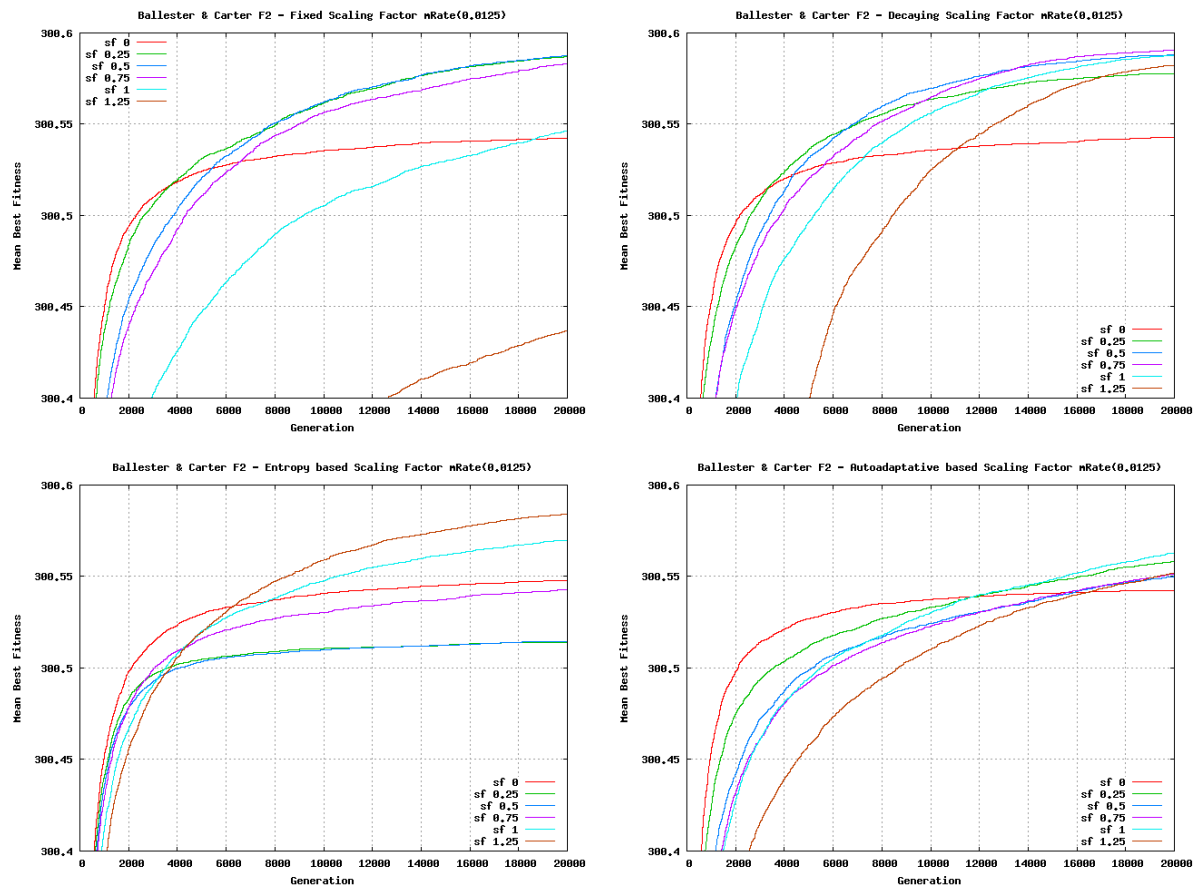 Ballester & Carter F2 - Fixed Scaling Factor mRate(0.0125)
300.6
300.55
300.5
300.45
300.4
Mean Best Fitness
sf 0
sf 0.25
sf 0.5
sf 0.75
sf 1
sf 1.25
0 2000 4000 6000 8000 10000 12000 14000 16000 18000 20000
Generation
Ballester & Carter F2 - Decaying Scaling Factor mRate(0.0125)
300.6
300.55
300.5
300.45
300.4
Mean Best Fitness
sf 0
sf 0.25
sf 0.5
sf 0.75
sf 1
sf 1.25
0 2000 4000 6000 8000 10000 12000 14000 16000 18000 20000
Generation
Ballester & Carter F2 - Entropy based Scaling Factor mRate(0.0125)
300.6
300.55
300.5
300.45
300.4
Mean Best Fitness
sf 0
sf 0.25
sf 0.5
sf 0.75
sf 1
sf 1.25
0 2000 4000 6000 8000 10000 12000 14000 16000 18000 20000
Generation
Ballester & Carter F2 - Autoadaptative based Scaling Factor mRate(0.0125)
300.6
300.55
300.5
300.45
300.4
Mean Best Fitness
sf 0
sf 0.25
sf 0.5
sf 0.75
sf 1
sf 1.25
0 2000 4000 6000 8000 10000 12000 14000 16000 18000 20000
Generation